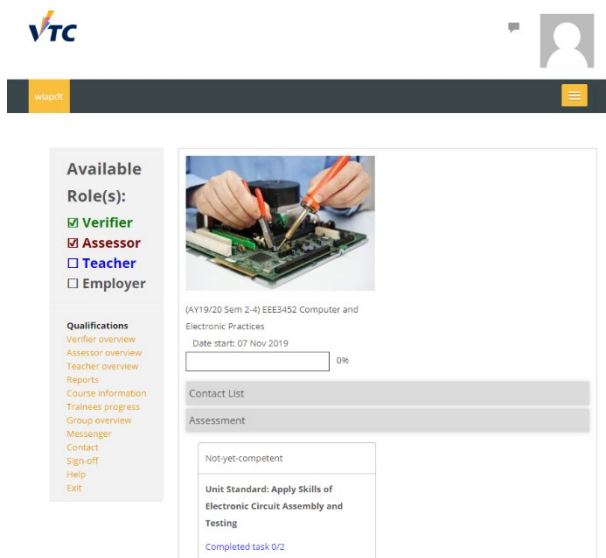 VTC
wlapdt
Available
Role(s):
☑ Verifier
☑ Assessor
☐ Teacher
☐ Employer
Qualifications
Verifier overview
Assessor overview
Teacher overview
Reports
Course information
Trainees progress
Group overview
Messenger
Contact
Sign-off
Help
Exit
(AY19/20 Sem 2-4) EEE3452 Computer and
Electronic Practices
Date start: 07 Nov 2019
0%
Contact List
Assessment
Not-yet-competent
Unit Standard: Apply Skills of
Electronic Circuit Assembly and
Testing
Completed task 0/2